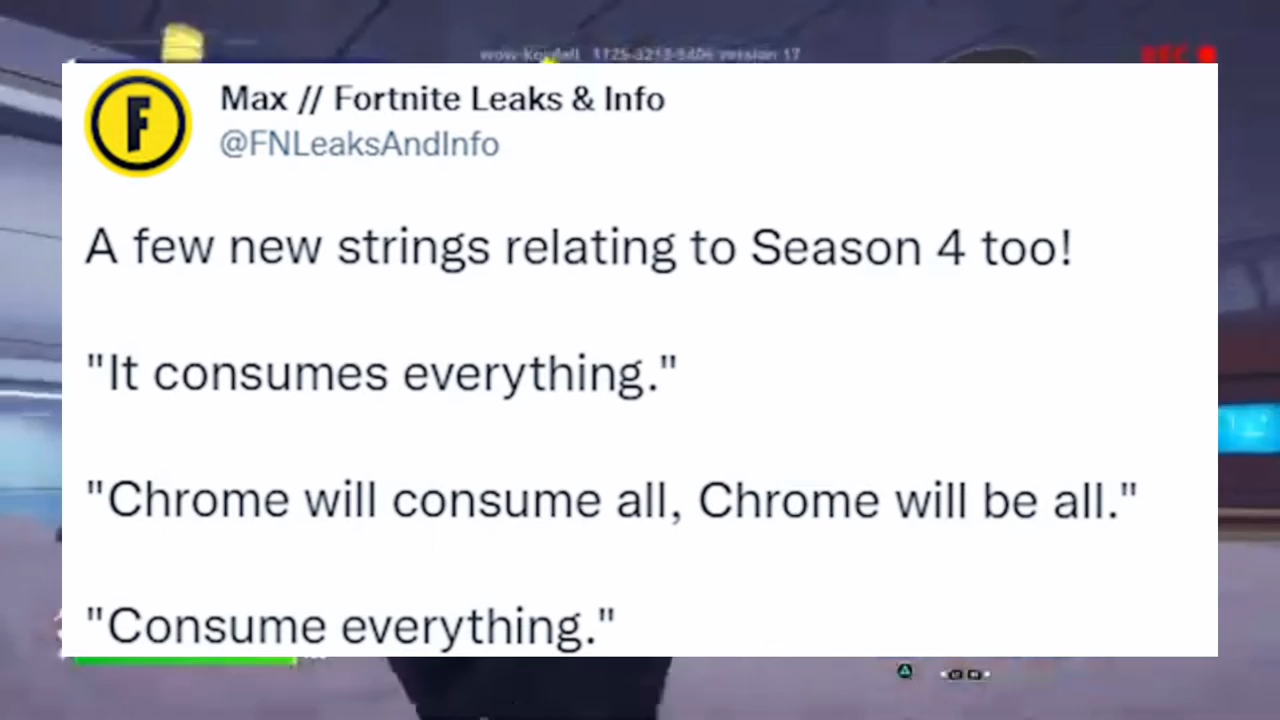 REC
F
Max // Fortnite Leaks & Info
@FNLeaksAndInfo
A few new strings relating to Season 4 too!
"It consumes everything."
"Chrome will consume all, Chrome will be all."
"Consume everything."